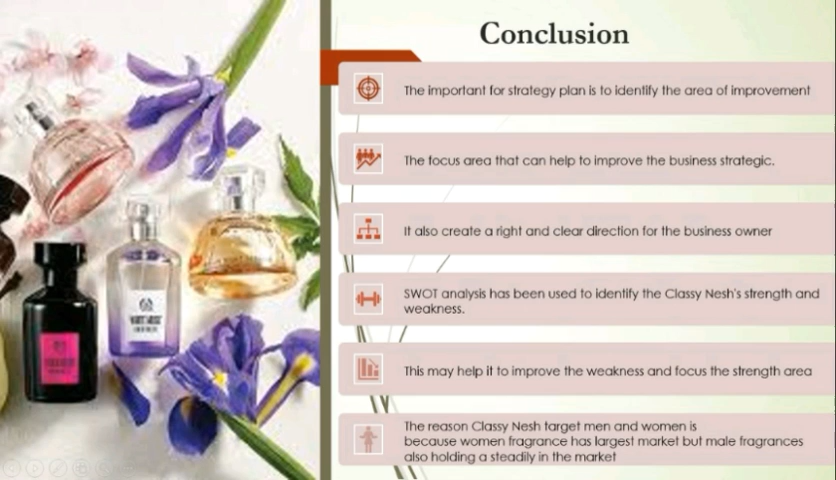 Conclusion
The important for strategy plan is to identify the area of improvement
The focus area that can help to improve the business strategic.
It also create a right and clear direction for the business owner
SWOT analysis has been used to identify the Classy Nesh's strength and
weakness.
This may help it to improve the weakness and focus the strength area
The reason Classy Nesh target men and women is
because women fragrance has largest market but male fragrances
also holding a steadily in the market